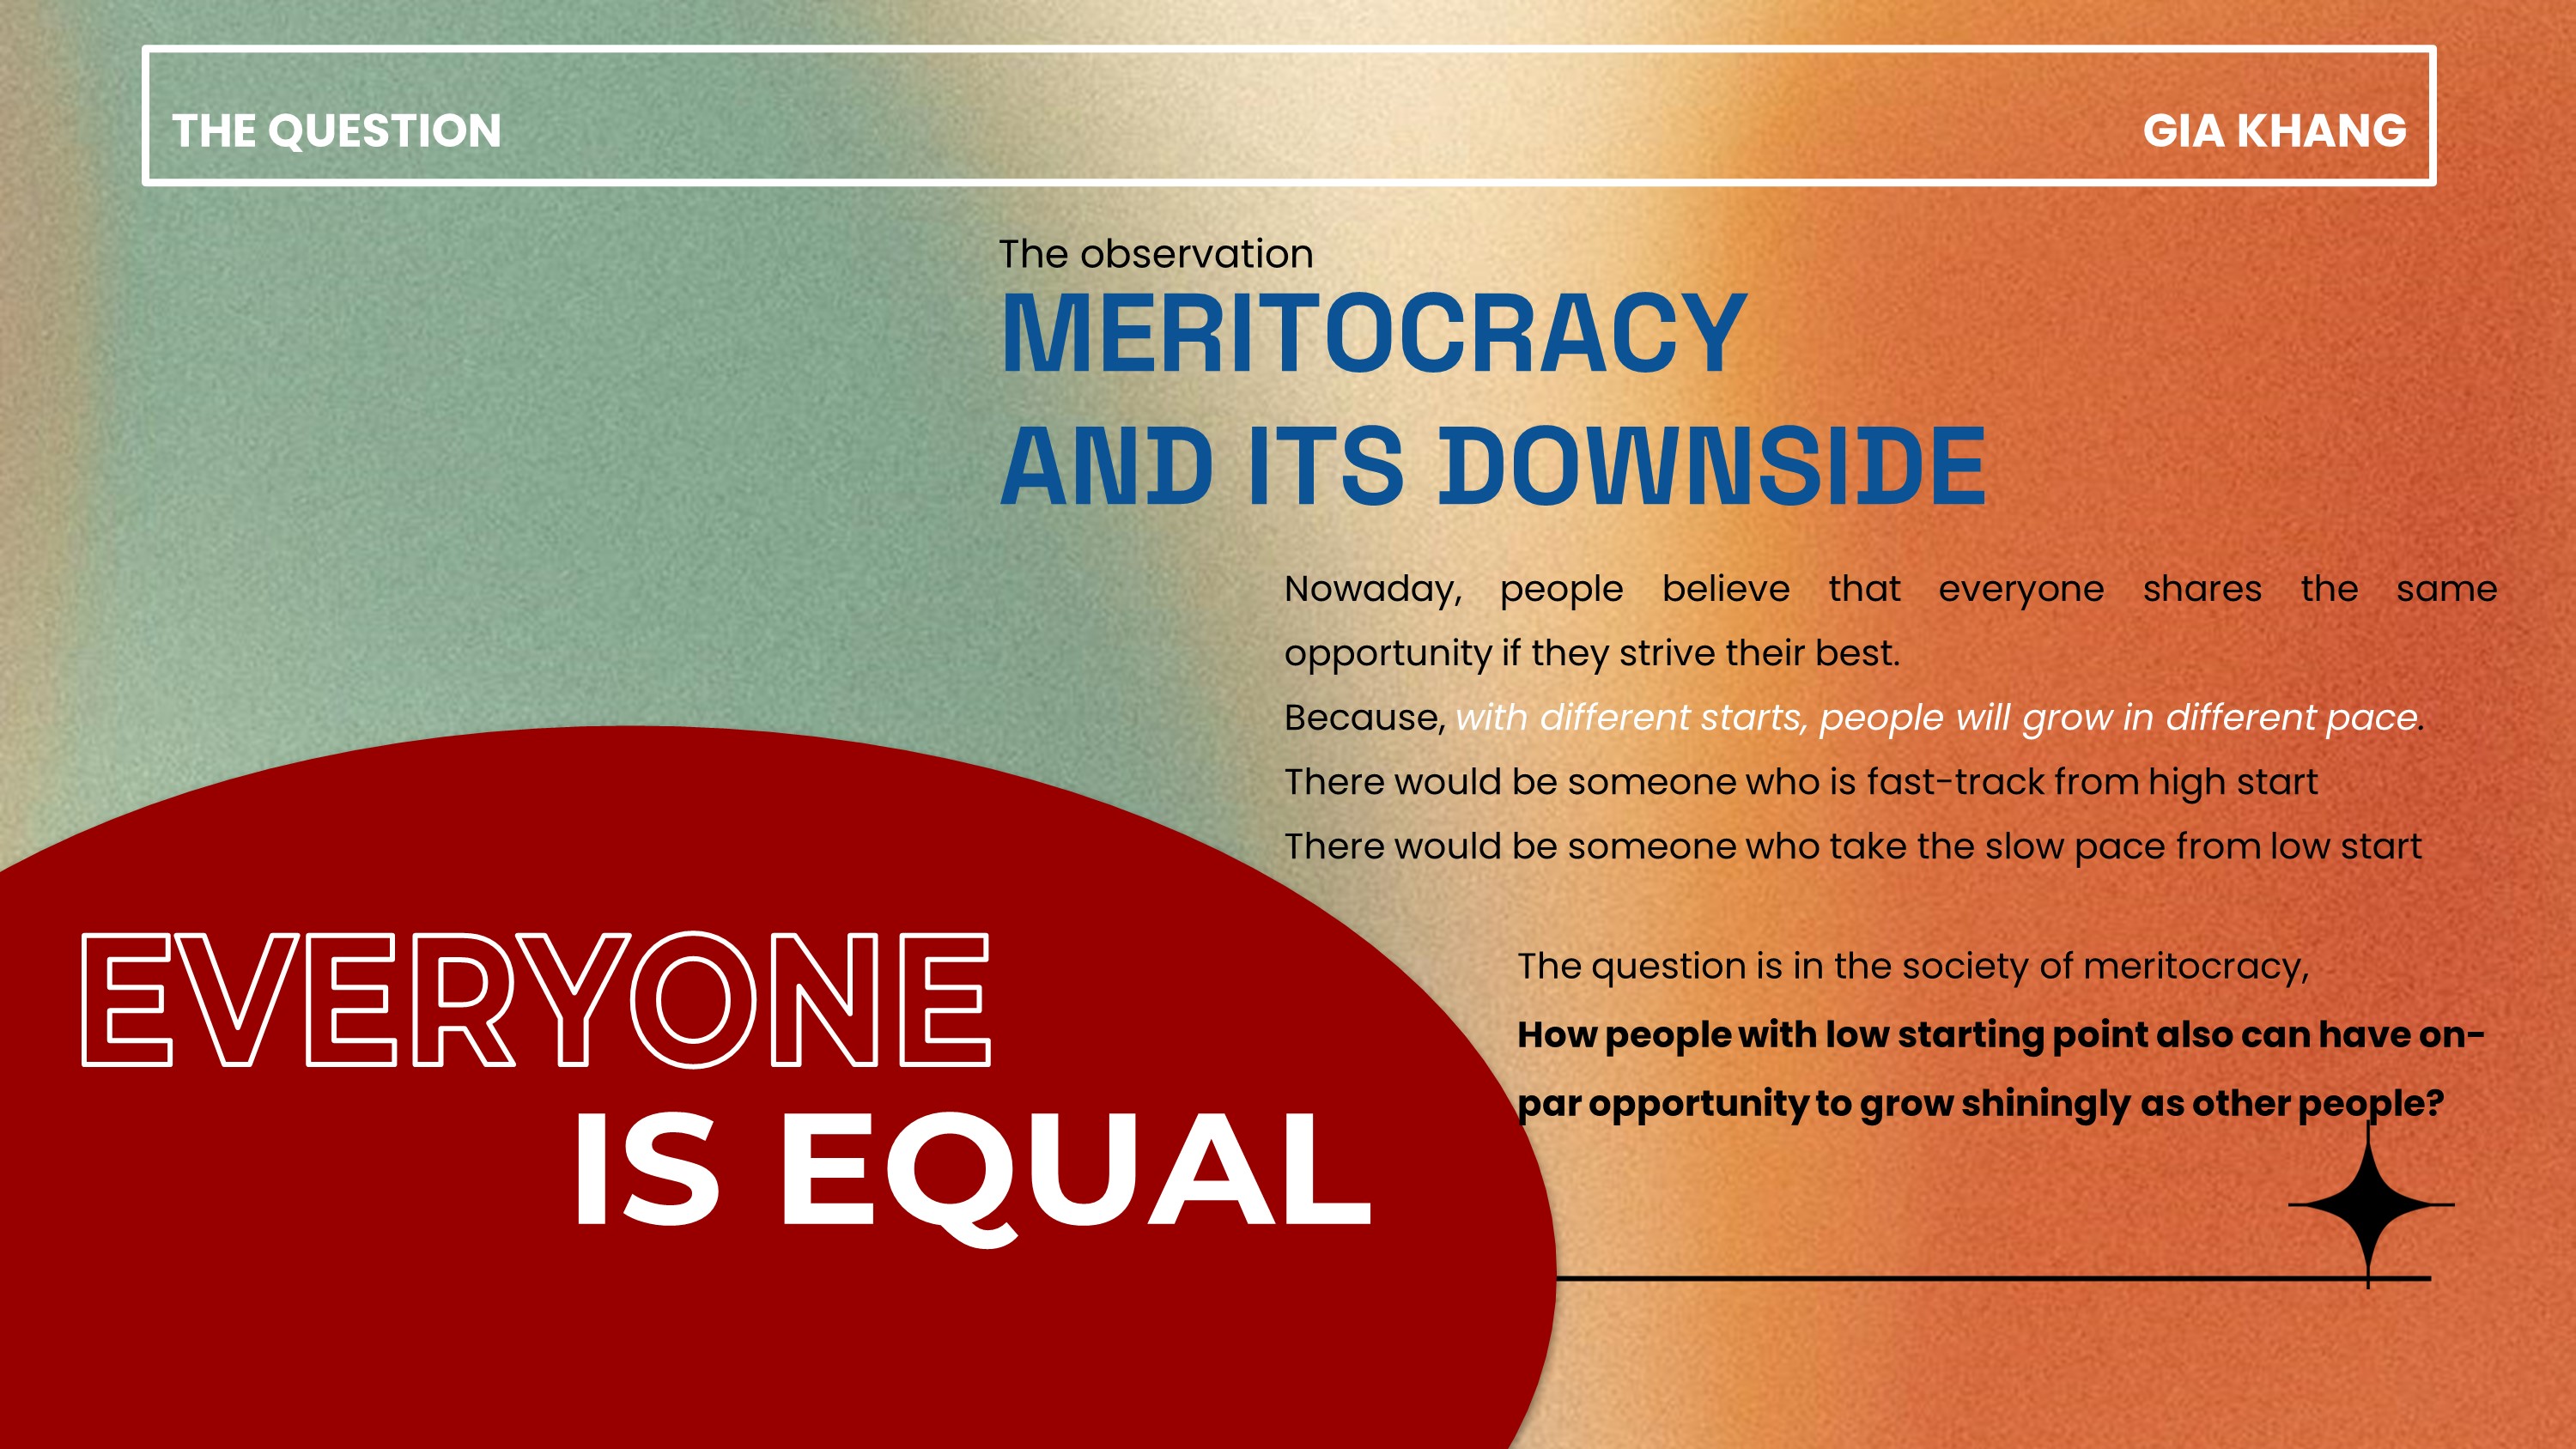 THE QUESTION
GIA KHANG
The observation
MERITOCRACY
AND ITS DOWNSIDE
Nowaday, people believe that everyone shares the same
opportunity if they strive their best.
Because, with different starts, people will grow in different pace.
There would be someone who is fast-track from high start
There would be someone who take the slow pace from low start
EVERYONE
IS EQUAL
The question is in the society of meritocracy,
How people with low starting point also can have on-
par opportunity to grow shiningly as other people?